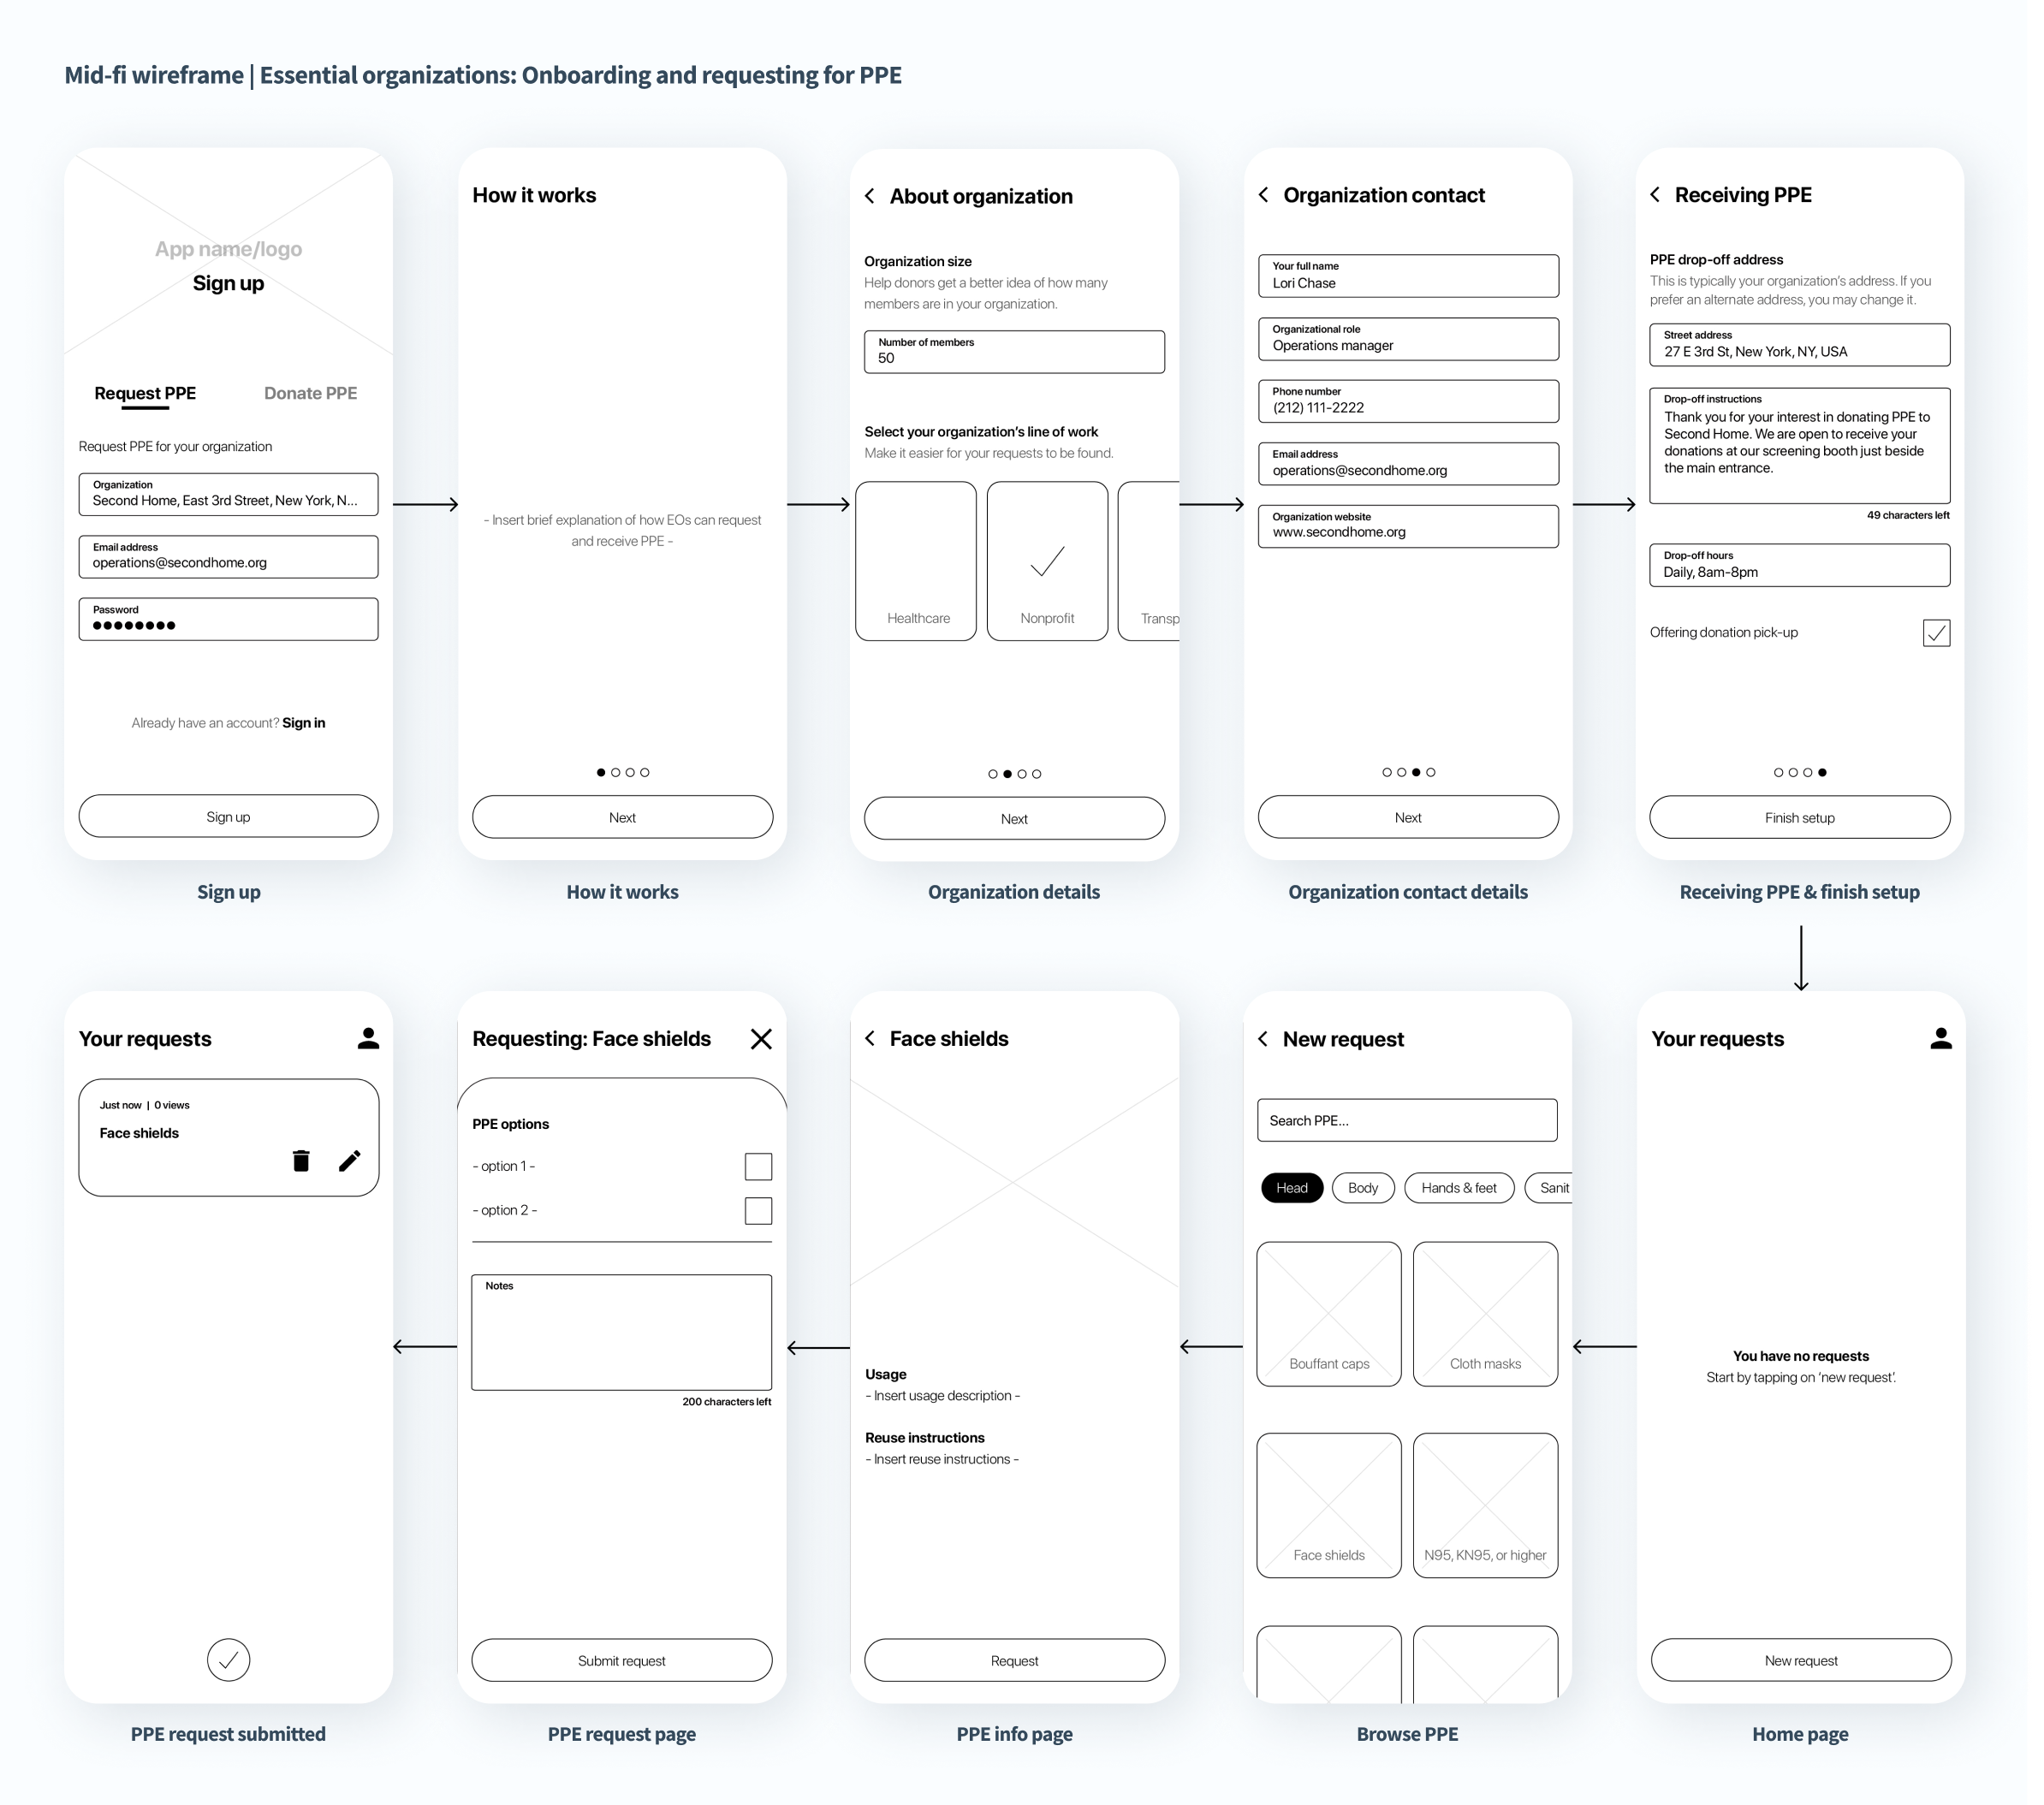 Mid-fi wireframe | Essential organizations: Onboarding and requesting for PPE
App name/logo
Sign up
Request PPE
Donate PPE
Request PPE for your organization
Organization
Second Home, East 3rd Street, New York, N...
Email address
operations@secondhome.org
Password
Already have an account? Sign in
Sign up
Sign up
How it works
- Insert brief explanation of how EOs can request
and receive PPE -
Next
How it works
About organization
Organization size
Help donors get a better idea of how many
members are in your organization.
Number of members
50
Select your organization's line of work
Make it easier for your requests to be found.
Healthcare
Nonprofit
Transp
Next
Organization details
Organization contact
Your full name
Lori Chase
Organizational role
Operations manager
Phone number
(212) 111-2222
Email address
operations@secondhome.org
Organization website
www.secondhome.org
Next
Organization contact details
Receiving PPE
PPE drop-off address
This is typically your organization's address. If you
prefer an alternate address, you may change it.
Street address
27 E 3rd St, New York, NY, USA
Drop-off instructions
Thank you for your interest in donating PPE to
Second Home. We are open to receive your
donations at our screening booth just beside
the main entrance.
49 characters left
Drop-off hours
Daily, 8am-8pm
Offering donation pick-up
Finish setup
Receiving PPE & finish setup
Your requests
Just now | 0 views
Face shields
PPE request submitted
Requesting: Face shields
PPE options
- option 1 -
- option 2 -
Notes
200 characters left
Submit request
PPE request page
Face shields
Usage
- Insert usage description -
Reuse instructions
- Insert reuse instructions -
Request
PPE info page
New request
Search PPE...
Head
Body
Hands & feet
Sanit
Bouffant caps
Cloth masks
Face shields
N95, KN95, or higher
Browse PPE
Your requests
You have no requests
Start by tapping on 'new request'.
New request
Home page